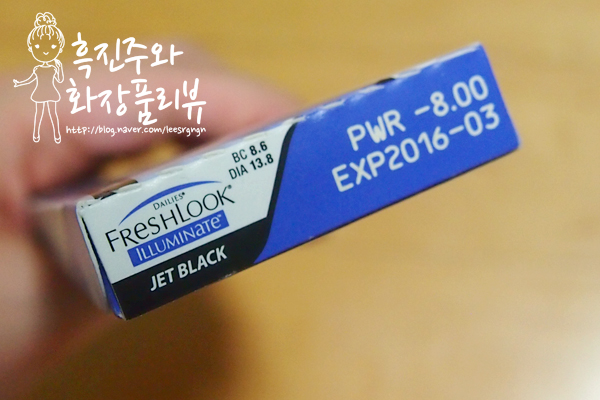 흑진주와
화장품리뷰
http://blog.naver.com/leesrgngn
BC 8.6
DIA 13.8
PWR -8.00
EXP2016-03
DAILIES®
FRESHLOOK®
ILLUMINATE™
JET BLACK